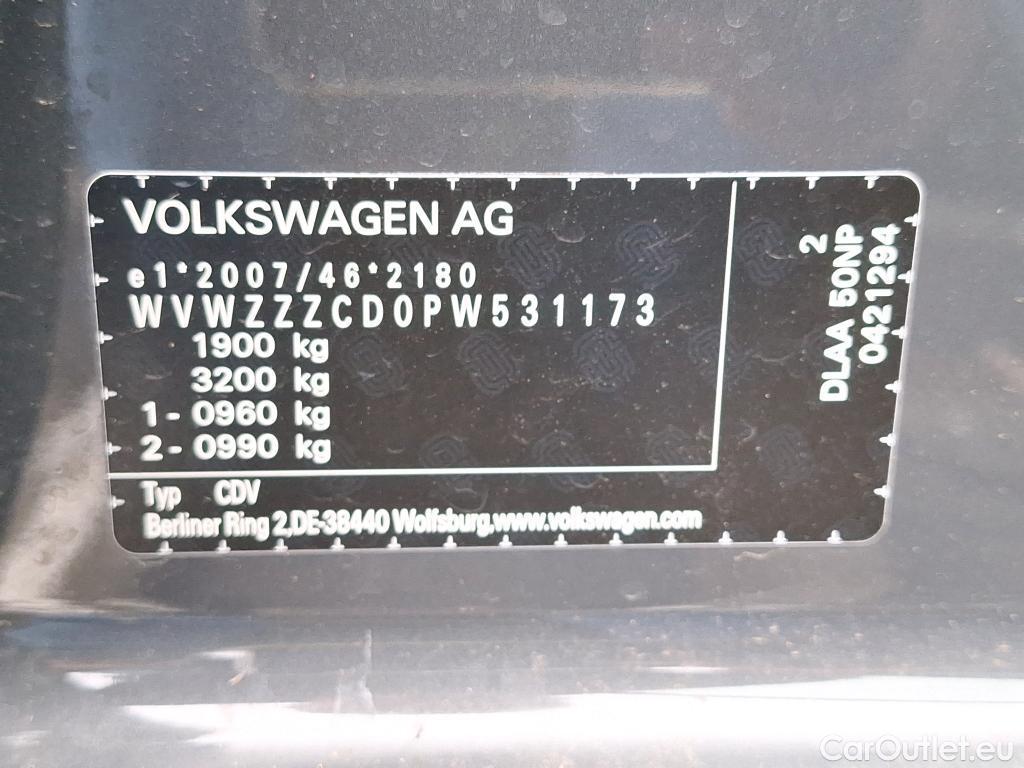 VOLKSWAGEN AG
e1*2007/46*2180
WVWZZZCD0PW531173
1900 kg
3200 kg
1- 0960 kg
2- 0990 kg
Typ CDV
Berliner Ring 2,DE-38440 Wolfsburg,www.volkswagen.com
2
DLAA 50NP
0421294
CarOutlet.eu